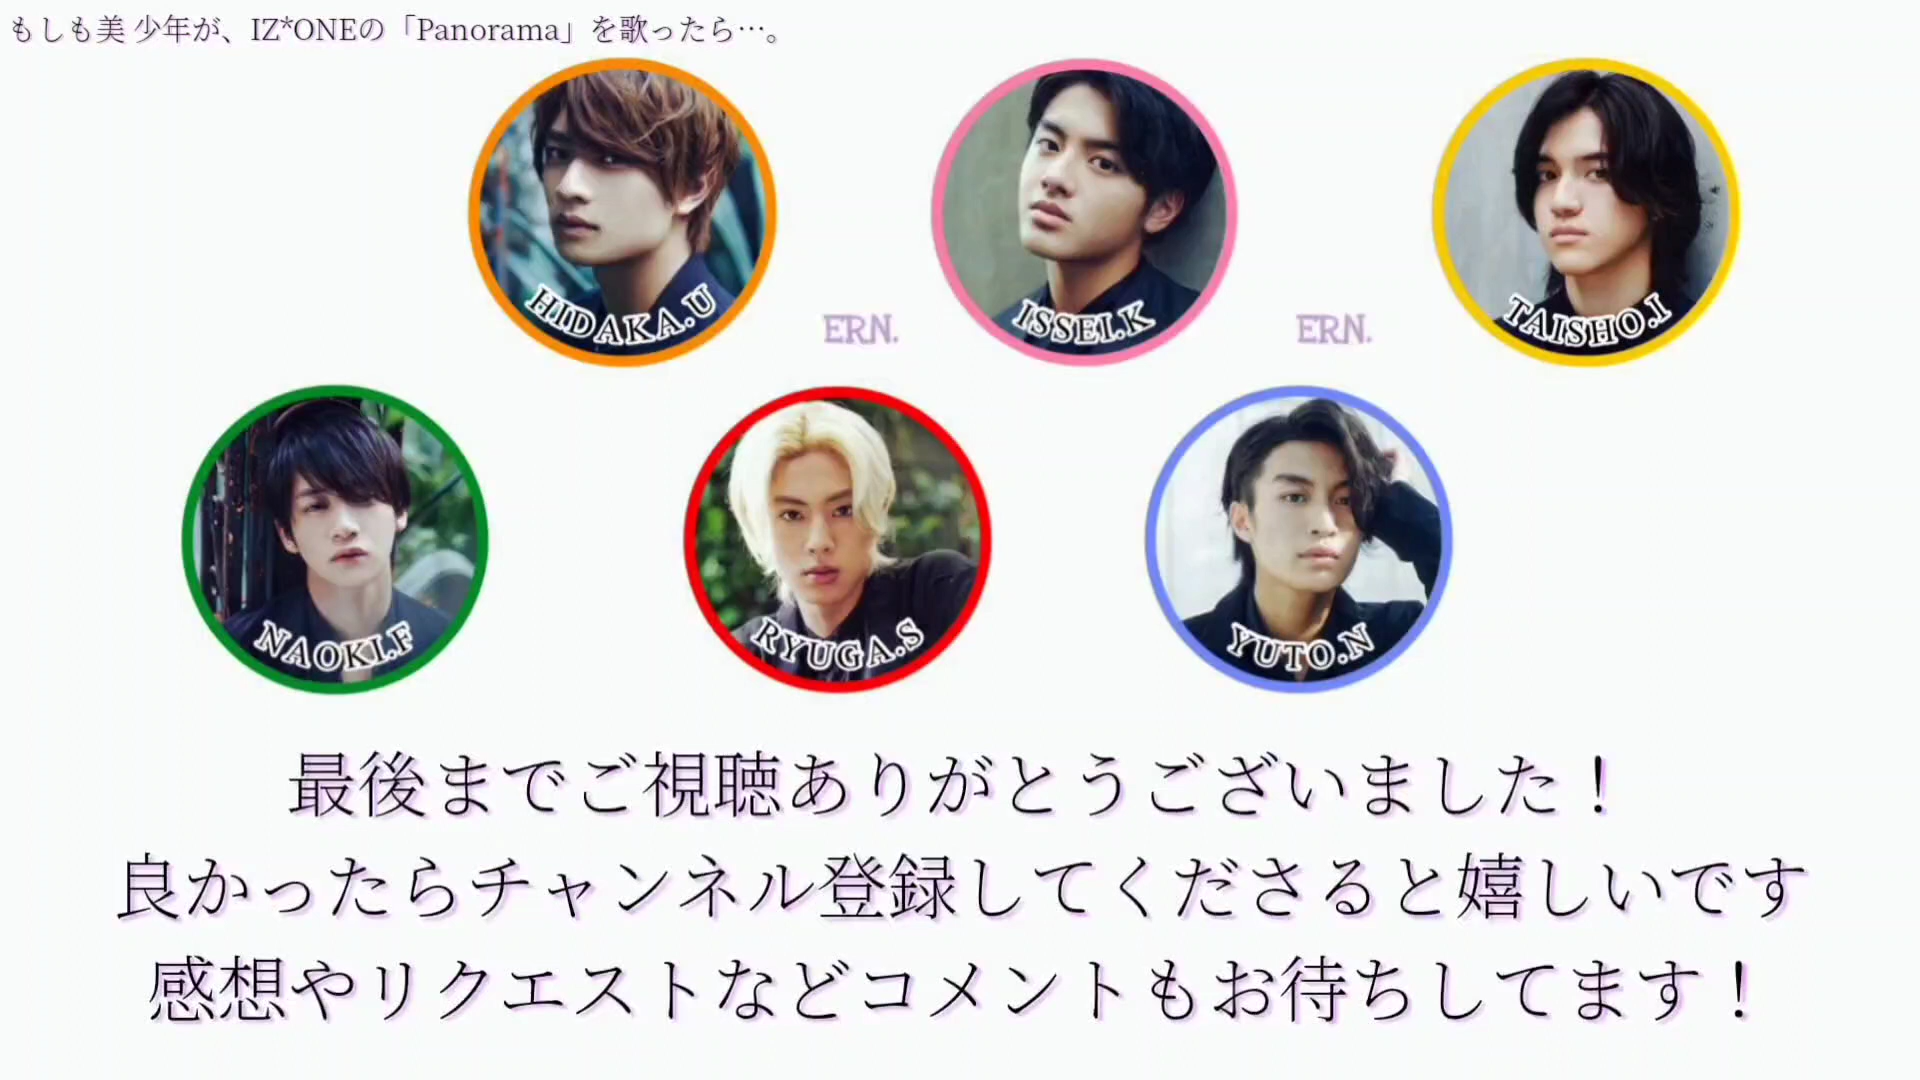 もしも美 少年が、IZ*ONEの「Panorama」を歌ったら…。
HIDAKA.U
ERN.
ISSEI.K
ERN.
TAISHO.I
NAOKI.F
RYUGA.S
YUTO.N
最後までご視聴ありがとうございました！
良かったらチャンネル登録してくださると嬉しいです
感想やリクエストなどコメントもお待ちしてます！